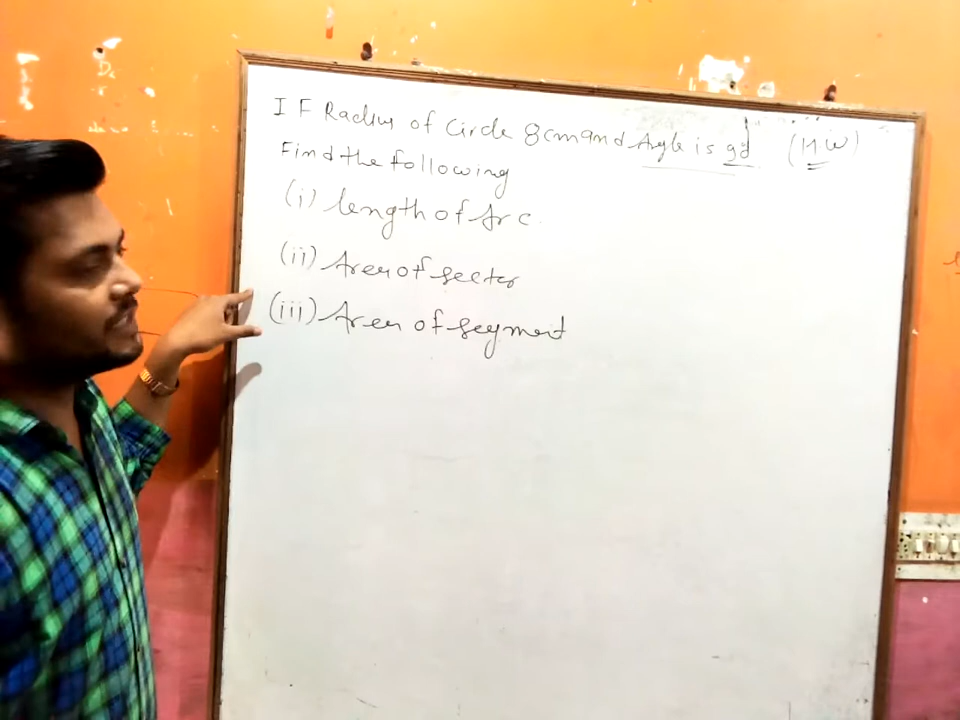 IF Radius of Circle 8cm and Angle is 90° (H.W)
Find the following
(i) length of Arc.
(ii) Area of sector
(iii) Area of segment